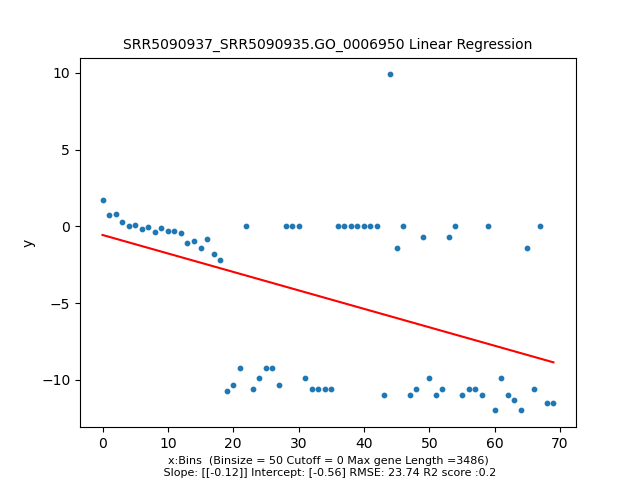 SRR5090937_SRR5090935.GO_0006950 Linear Regression
10
5
0
−5
−10
y
0 10 20 30 40 50 60 70
x:Bins (Binsize = 50 Cutoff = 0 Max gene Length =3486)
Slope: [[-0.12]] Intercept: [-0.56] RMSE: 23.74 R2 score :0.2